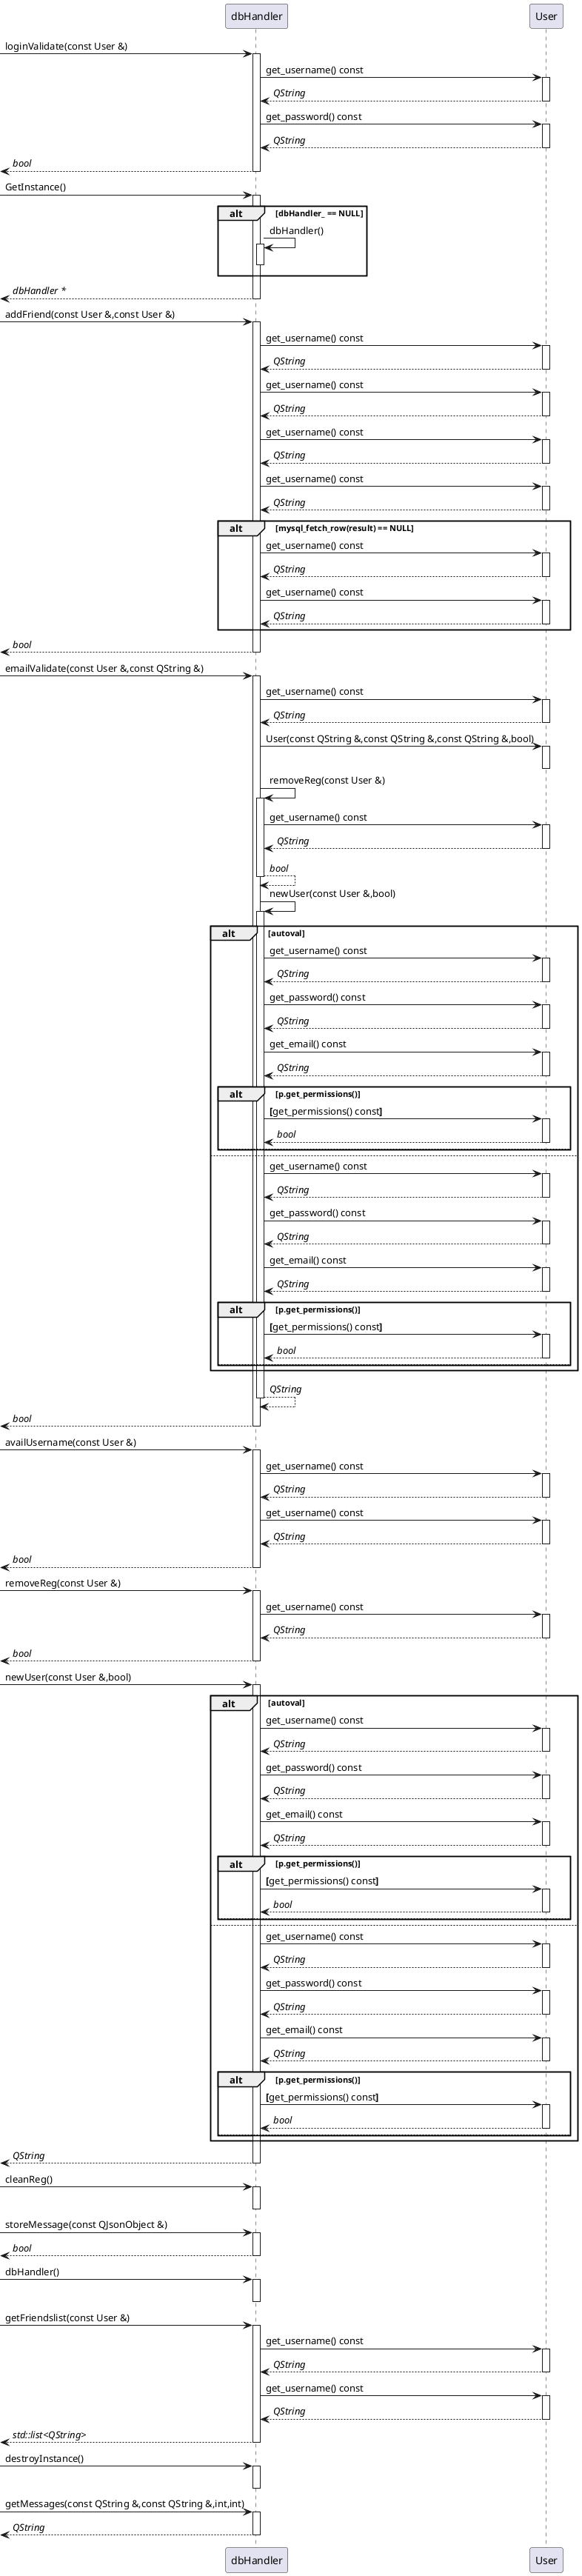 dbHandler
User
loginValidate(const User &)
get_username() const
QString
get_password() const
QString
bool
GetInstance()
alt
[dbHandler_ == NULL]
dbHandler()
dbHandler *
addFriend(const User &,const User &)
get_username() const
QString
get_username() const
QString
get_username() const
QString
get_username() const
QString
alt
[mysql_fetch_row(result) == NULL]
get_username() const
QString
get_username() const
QString
bool
emailValidate(const User &,const QString &)
get_username() const
QString
User(const QString &,const QString &,const QString &,bool)
removeReg(const User &)
get_username() const
QString
bool
newUser(const User &,bool)
alt
[autoval]
get_username() const
QString
get_password() const
QString
get_email() const
QString
alt
[p.get_permissions()]
[get_permissions() const]
bool
get_username() const
QString
get_password() const
QString
get_email() const
QString
alt
[p.get_permissions()]
[get_permissions() const]
bool
QString
bool
availUsername(const User &)
get_username() const
QString
get_username() const
QString
bool
removeReg(const User &)
get_username() const
QString
bool
newUser(const User &,bool)
alt
[autoval]
get_username() const
QString
get_password() const
QString
get_email() const
QString
alt
[p.get_permissions()]
[get_permissions() const]
bool
get_username() const
QString
get_password() const
QString
get_email() const
QString
alt
[p.get_permissions()]
[get_permissions() const]
bool
QString
cleanReg()
storeMessage(const QJsonObject &)
bool
dbHandler()
getFriendslist(const User &)
get_username() const
QString
get_username() const
QString
std::list<QString>
destroyInstance()
getMessages(const QString &,const QString &,int,int)
QString
dbHandler
User